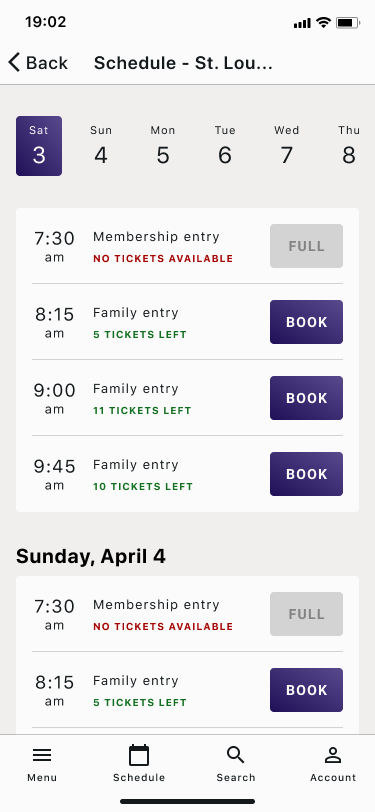 19:02
Back
Schedule - St. Lou...
Sat Sun Mon Tue Wed Thu
3 4 5 6 7 8
7:30 am
Membership entry
NO TICKETS AVAILABLE
FULL
8:15 am
Family entry
5 TICKETS LEFT
BOOK
9:00 am
Family entry
11 TICKETS LEFT
BOOK
9:45 am
Family entry
10 TICKETS LEFT
BOOK
Sunday, April 4
7:30 am
Membership entry
NO TICKETS AVAILABLE
FULL
8:15 am
Family entry
5 TICKETS LEFT
BOOK
Menu Schedule Search Account